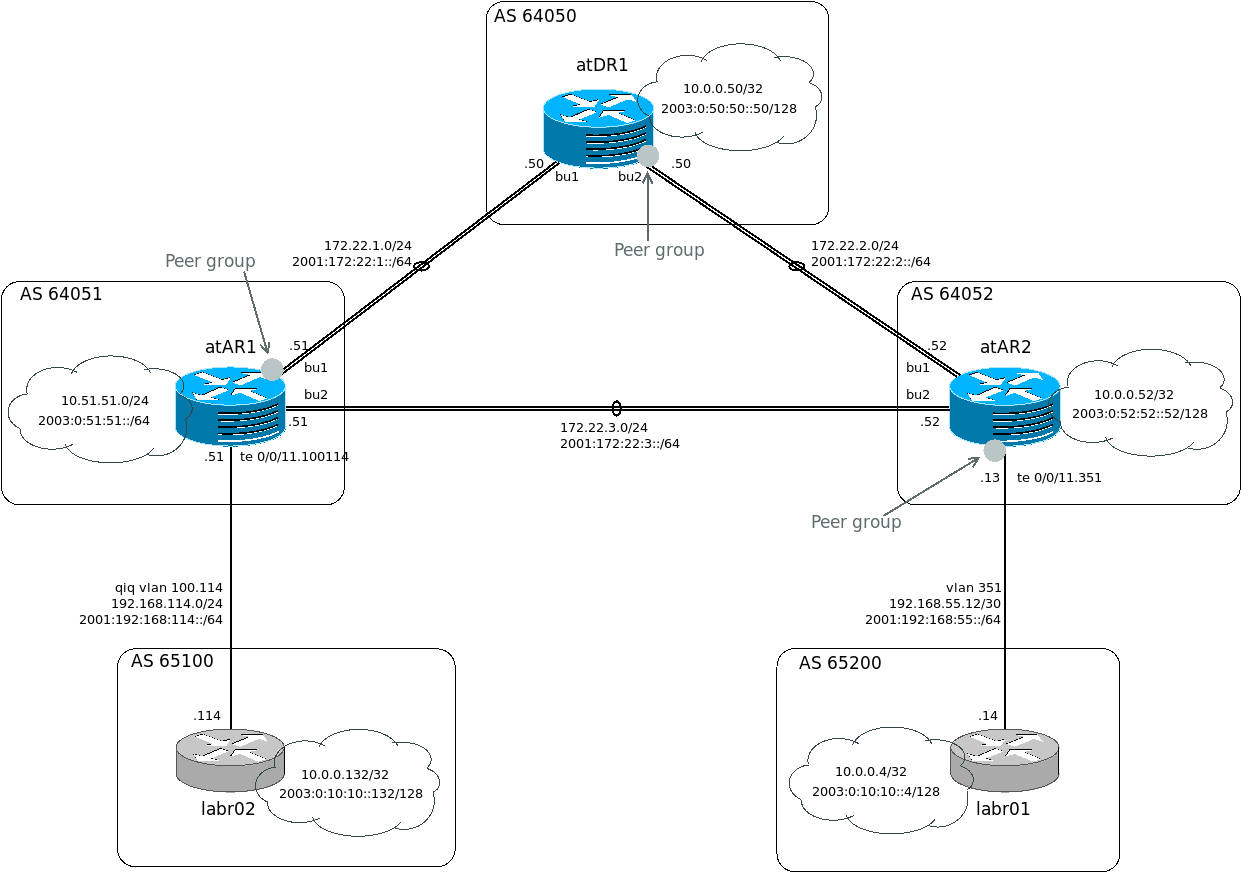 AS 64050
atDR1
10.0.0.50/32
2003:0:50:50::50/128
.50
.50
bu1
bu2
172.22.1.0/24
2001:172:22:1::/64
Peer group
Peer group
172.22.2.0/24
2001:172:22:2::/64
AS 64051
atAR1
.51
bu1
bu2
.51
10.51.51.0/24
2003:0:51:51::/64
.51
te 0/0/11.100114
172.22.3.0/24
2001:172:22:3::/64
AS 64052
.52
atAR2
bu1
bu2
.52
10.0.0.52/32
2003:0:52:52::52/128
.13
te 0/0/11.351
Peer group
qiq vlan 100.114
192.168.114.0/24
2001:192:168:114::/64
vlan 351
192.168.55.12/30
2001:192:168:55::/64
AS 65100
.114
10.0.0.132/32
2003:0:10:10::132/128
labr02
AS 65200
.14
10.0.0.4/32
2003:0:10:10::4/128
labr01